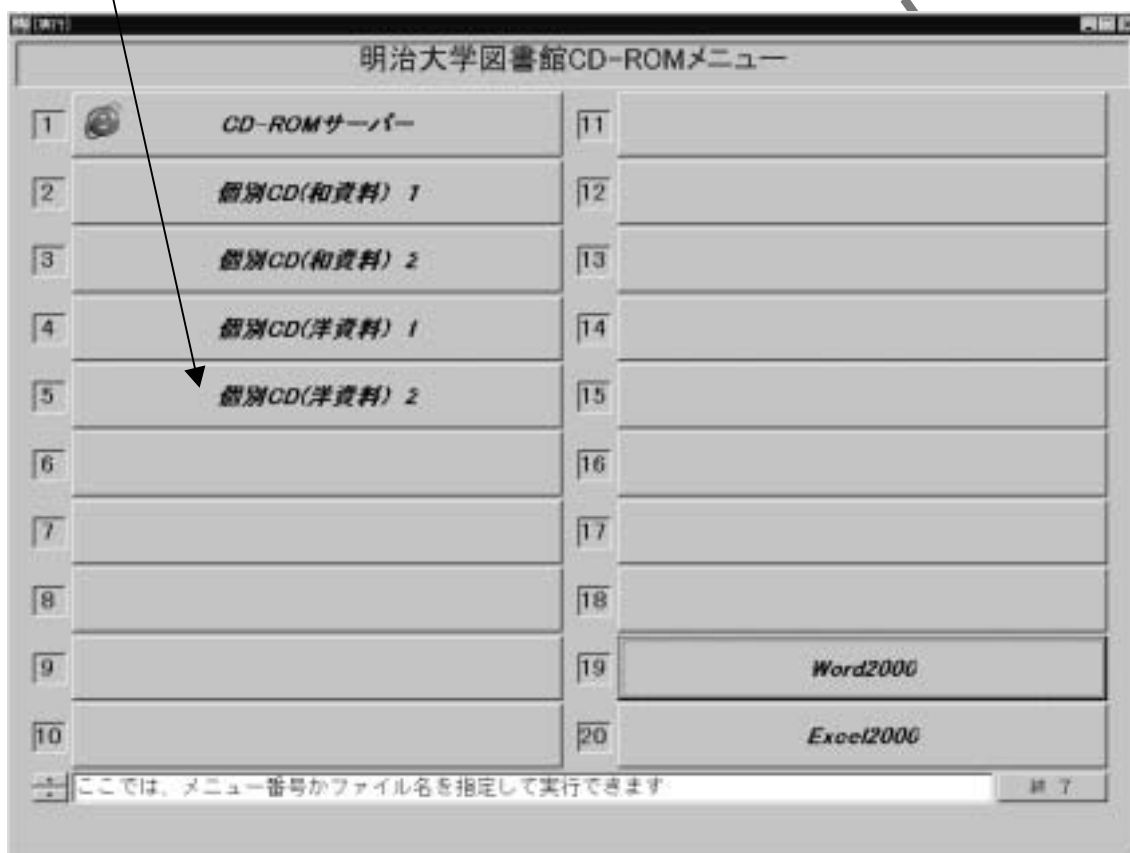 明治大学図書館CD-ROMメニュー
1 CD-ROMサーバー
2 個別CD(和資料) 1
3 個別CD(和資料) 2
4 個別CD(洋資料) 1
5 個別CD(洋資料) 2
6
7
8
9
10
11
12
13
14
15
16
17
18
19 Word2000
20 Excel2000
ここでは、メニュー番号かファイル名を指定して実行できます
終了